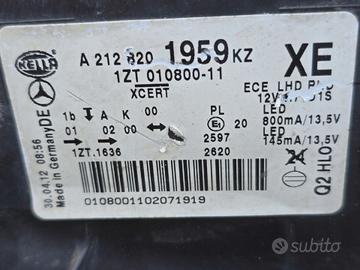 HELLA
A 212 820 1959 KZ
XE
1ZT 010800-11
XCERT
ECE LHD
12V
1b A K PL LED
01 02 00 E1 20 800mA/13,5V
LED
2597 145mA/13,5V
1ZT.1636 2620
24
Q2 HLO
0108001102071919
30.04.12 08:56
Made in Germany DE
subito